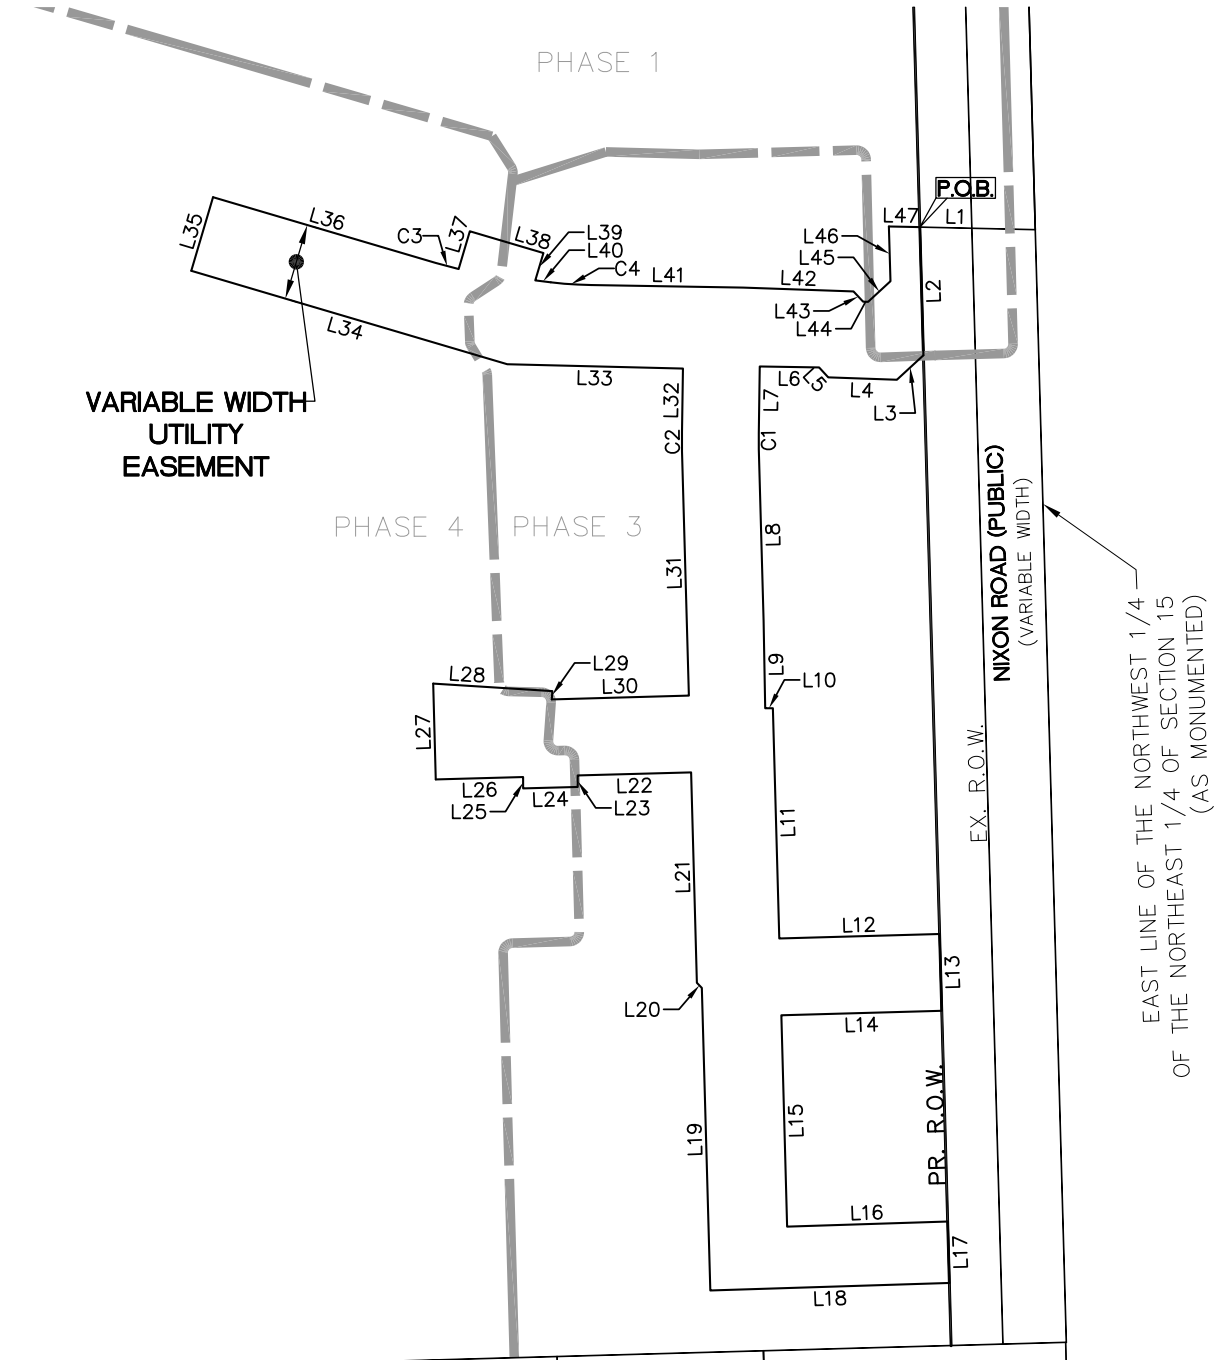 PHASE 1
P.O.B.
L47
L1
L35
L36
C3
L37
L38
L39
L40
C4
L41
L42
L46
L45
L43
L44
L2
L34
L33
L32
L7
L6
L5
L4
L3
VARIABLE WIDTH
UTILITY
EASEMENT
C2
C1
PHASE 4
PHASE 3
L8
L31
NIXON ROAD (PUBLIC)
(VARIABLE WIDTH)
EAST LINE OF THE NORTHWEST 1/4
OF THE NORTHEAST 1/4 OF SECTION 15
(AS MONUMENTED)
L28
L29
L30
L9
L10
L27
EX. R.O.W.
L26
L25
L24
L22
L23
L11
L21
L12
L13
L20
L14
L19
L15
PR. R.O.W.
L16
L17
L18